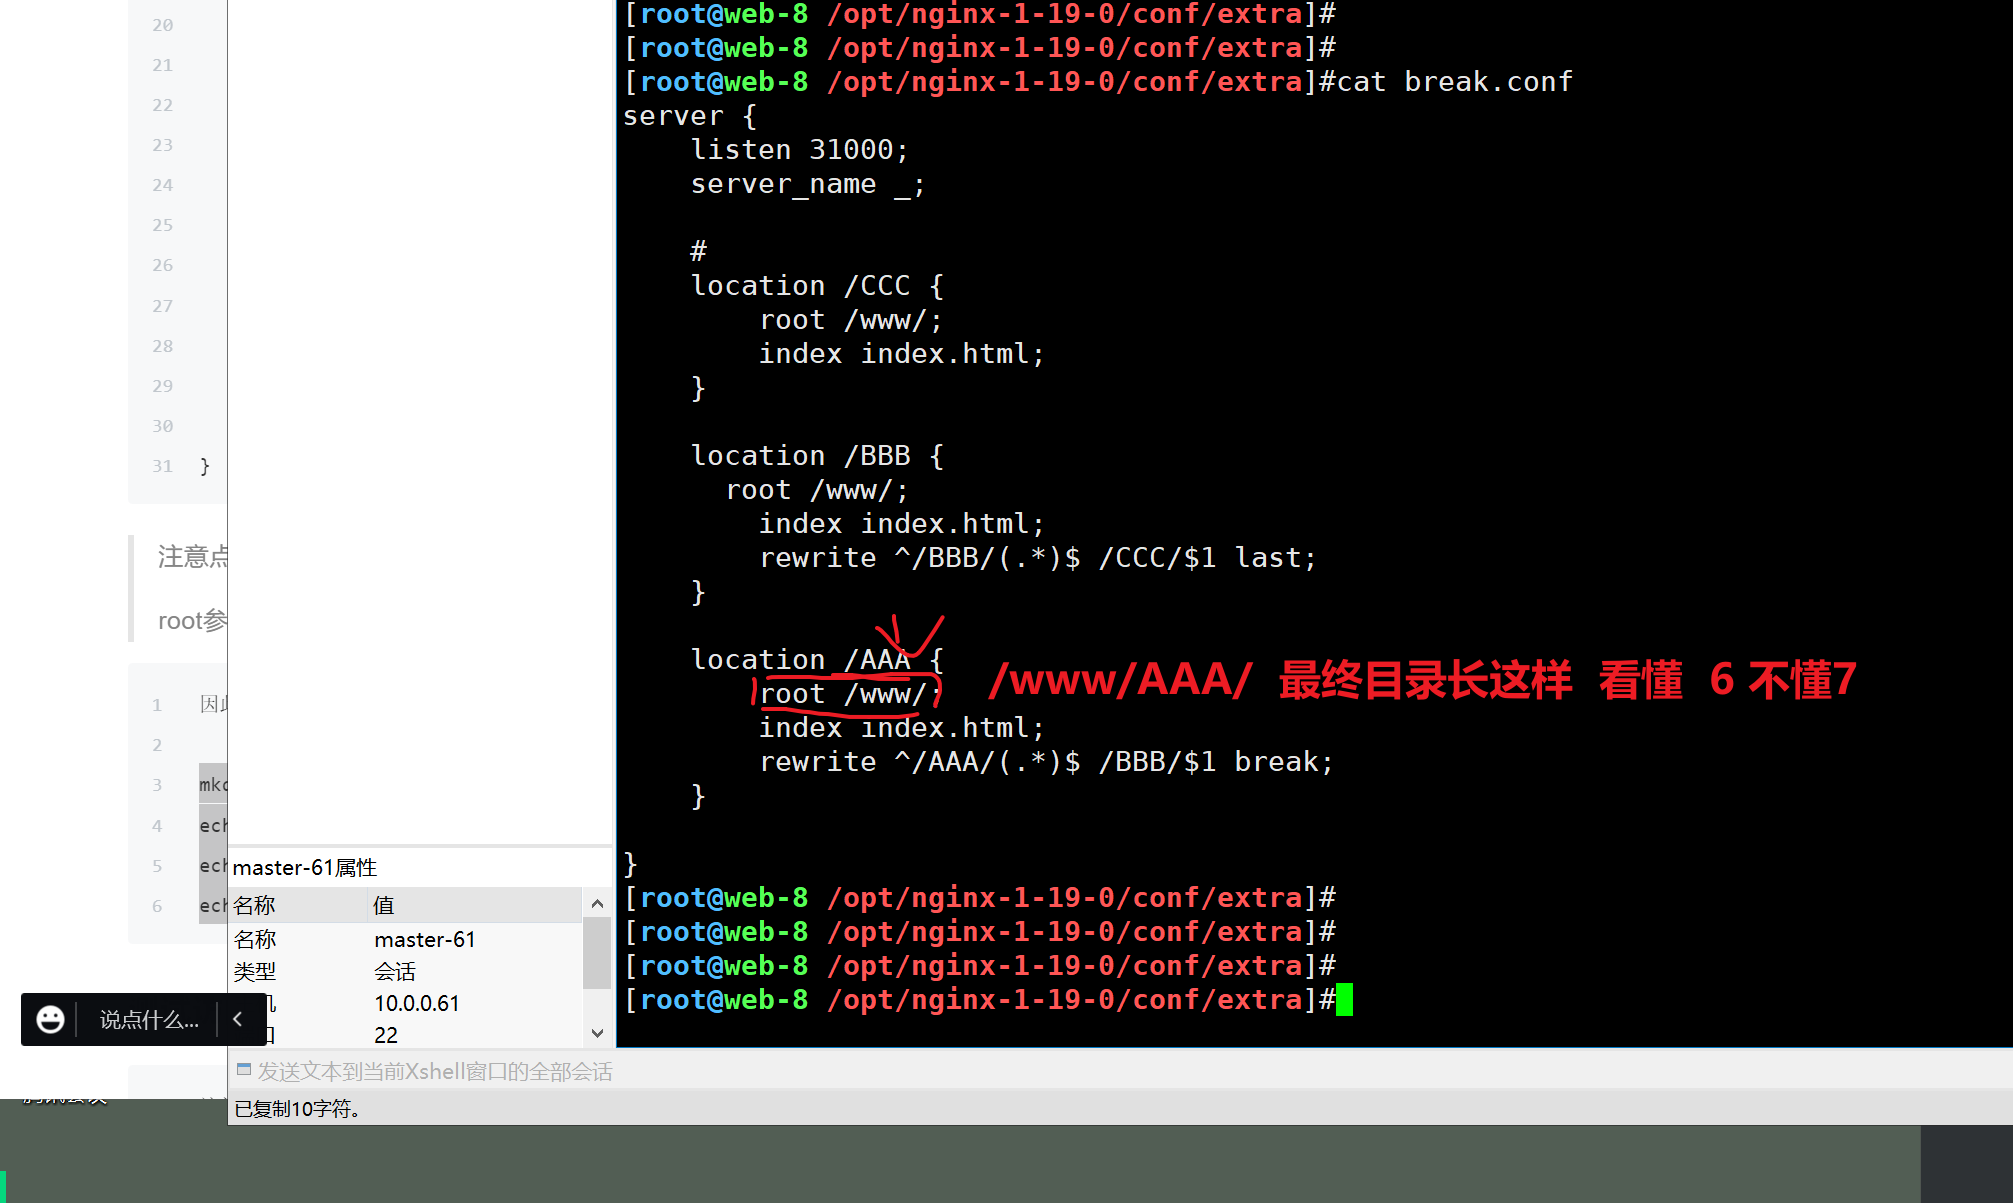 20
21
22
23
24
25
26
27
28
29
30
31 }
注意点
root参
1
2
3 mkd
4 ech
5 ech
6 ech
[root@web-8 /opt/nginx-1-19-0/conf/extra]#
[root@web-8 /opt/nginx-1-19-0/conf/extra]#
[root@web-8 /opt/nginx-1-19-0/conf/extra]#cat break.conf
server {
    listen 31000;
    server_name _;

    #
    location /CCC {
        root /www/;
        index index.html;
    }

    location /BBB {
      root /www/;
        index index.html;
        rewrite ^/BBB/(.*)$ /CCC/$1 last;
    }

    location /AAA {
        root /www/;
        index index.html;
        rewrite ^/AAA/(.*)$ /BBB/$1 break;
    }

}
[root@web-8 /opt/nginx-1-19-0/conf/extra]#
[root@web-8 /opt/nginx-1-19-0/conf/extra]#
[root@web-8 /opt/nginx-1-19-0/conf/extra]#
[root@web-8 /opt/nginx-1-19-0/conf/extra]#
/www/AAA/ 最终目录长这样 看懂 6 不懂7
master-61属性
名称 值
名称 master-61
类型 会话
10.0.0.61
22
说点什么...
发送文本到当前Xshell窗口的全部会话
已复制10字符。